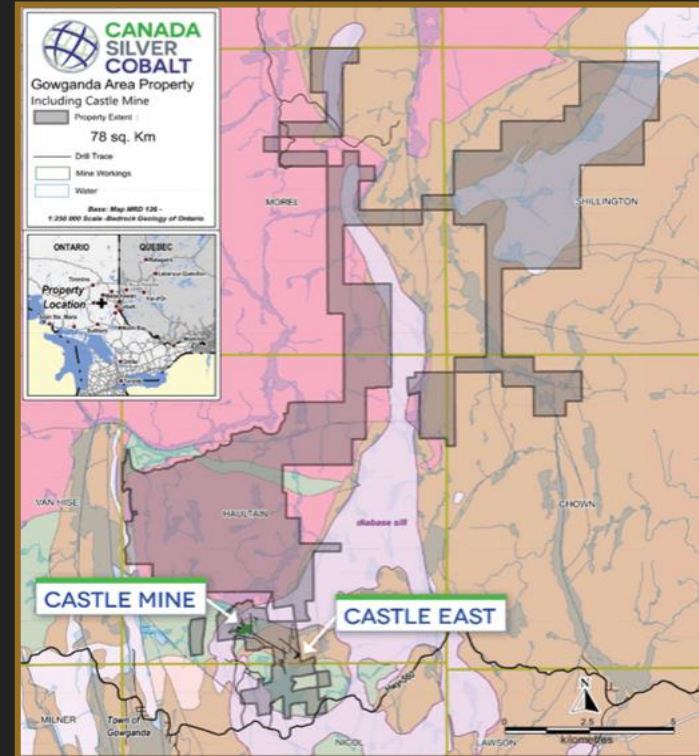 CANADA
SILVER
COBALT
Gowganda Area Property
Including Castle Mine
Property Extent :
78 sq. Km
Drill Trace
Mine Workings
Water
Base: Map MRD 126 -
1:250 000 Scale -Bedrock Geology of Ontario
ONTARIO
QUEBEC
Timmins
Property
Location
MOREL
SHILLINGTON
VAN HISE
HAULTAIN
CHOWN
diabase sill
CASTLE MINE
CASTLE EAST
MILNER
Town of
Gowganda
NICOL
LAWSON
0 2.5 5
kilometres
N